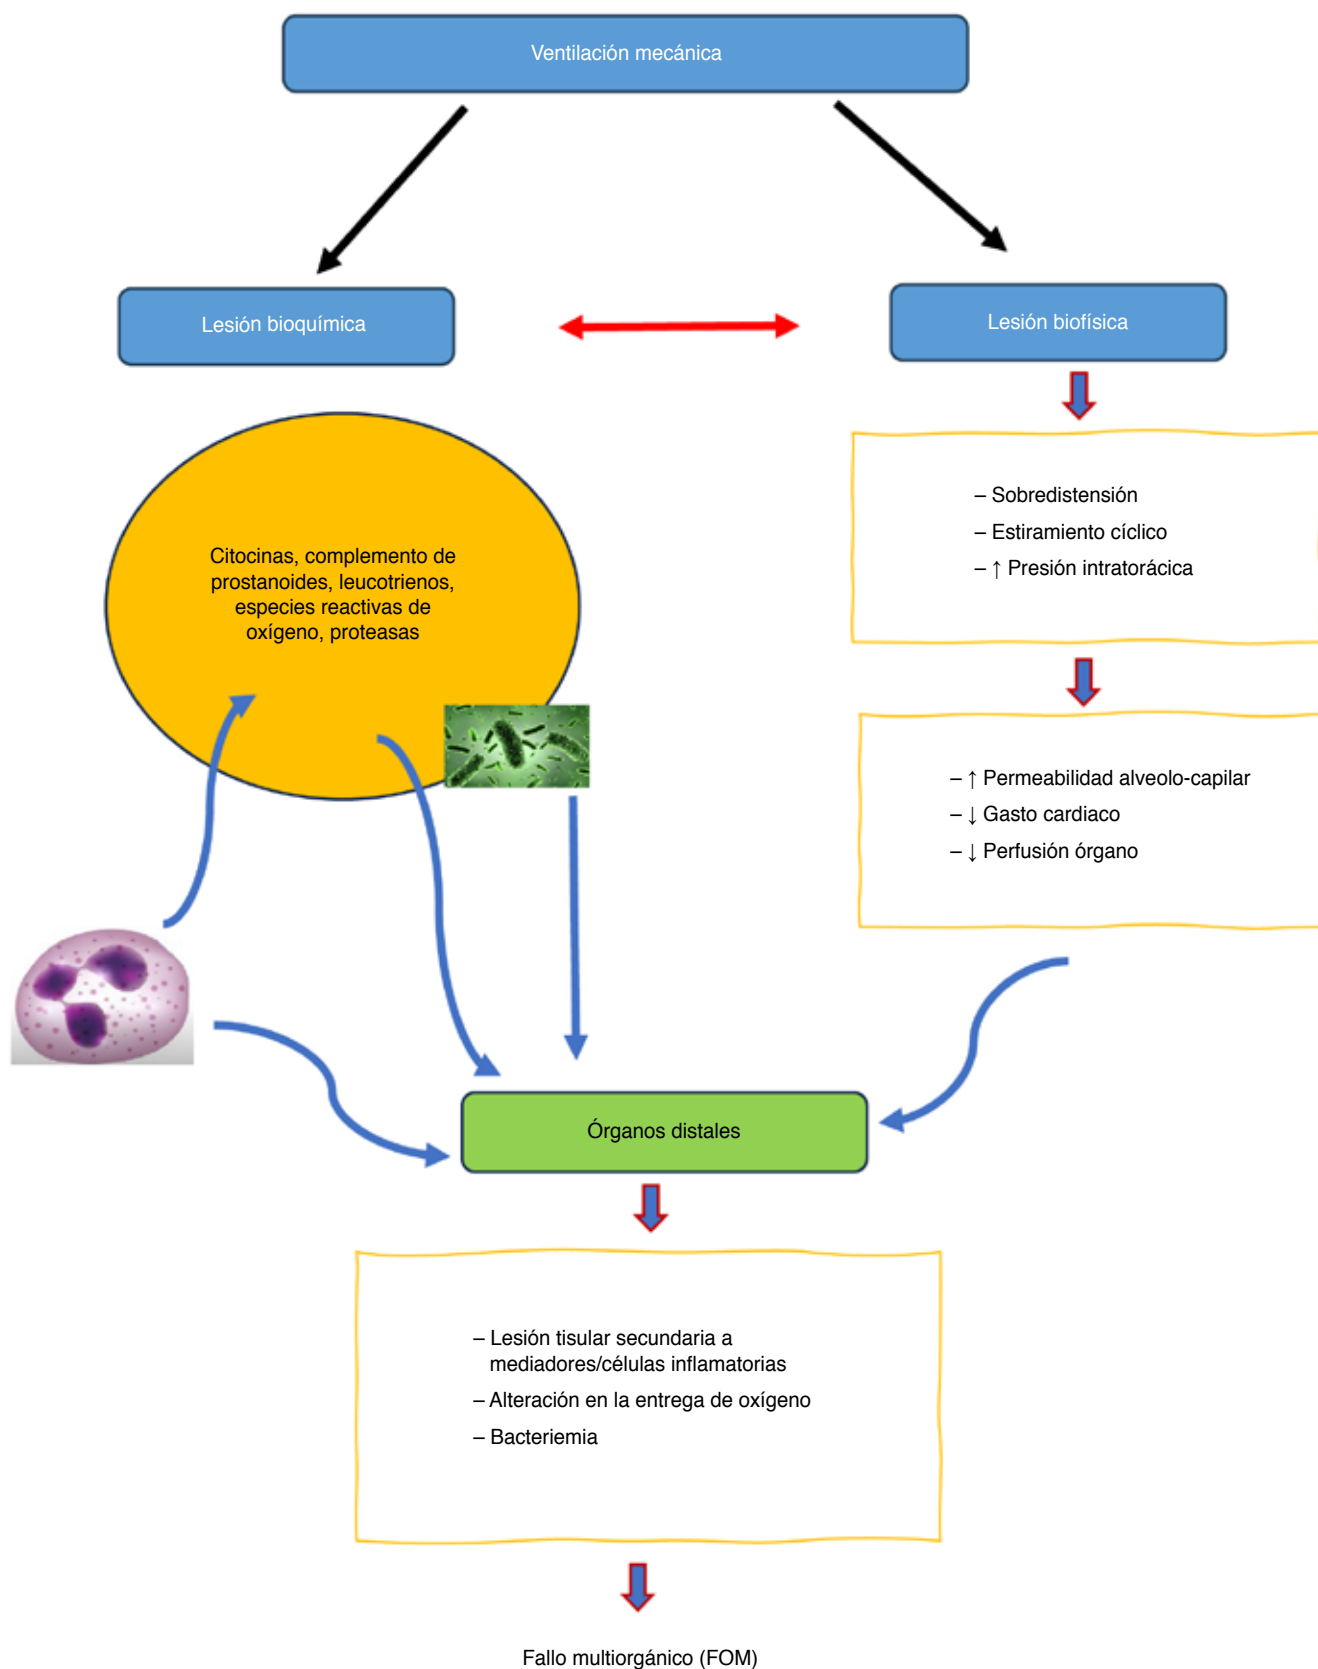 Ventilación mecánica
Lesión bioquímica
Lesión biofísica
Citocinas, complemento de
prostanoides, leucotrienos,
especies reactivas de
oxígeno, proteasas
– Sobredistensión
– Estiramiento cíclico
– ↑ Presión intratorácica
– ↑ Permeabilidad alveolo-capilar
– ↓ Gasto cardiaco
– ↓ Perfusión órgano
Órganos distales
– Lesión tisular secundaria a
mediadores/células inflamatorias
– Alteración en la entrega de oxígeno
– Bacteriemia
Fallo multiorgánico (FOM)